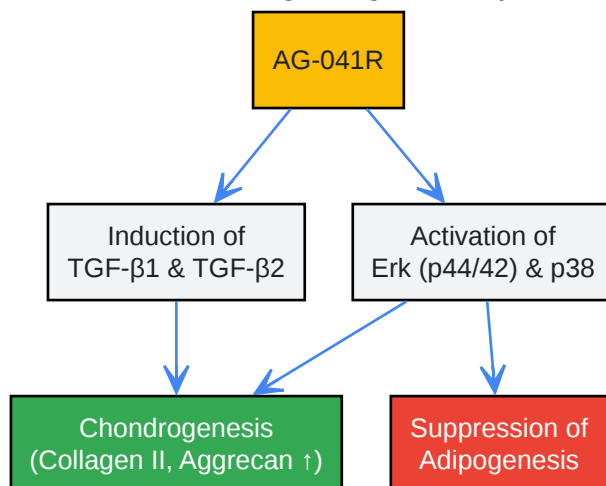 AG-041R
Induction of
TGF-β1 & TGF-β2
Activation of
Erk (p44/42) & p38
Chondrogenesis
(Collagen II, Aggrecan ↑)
Suppression of
Adipogenesis